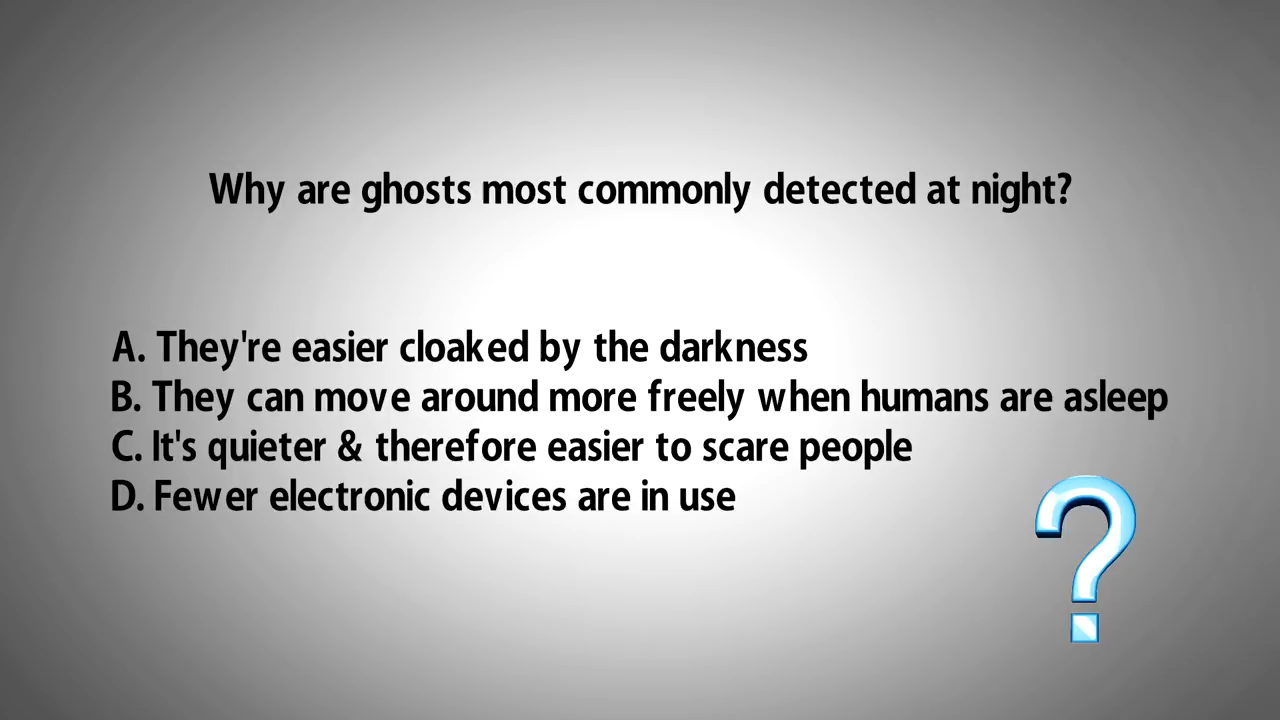 Why are ghosts most commonly detected at night?
A. They're easier cloaked by the darkness
B. They can move around more freely when humans are asleep
C. It's quieter & therefore easier to scare people
D. Fewer electronic devices are in use
?